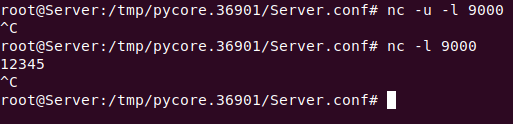 root@Server:/tmp/pycore.36901/Server.conf# nc -u -l 9000
^C
root@Server:/tmp/pycore.36901/Server.conf# nc -l 9000
12345
^C
root@Server:/tmp/pycore.36901/Server.conf#